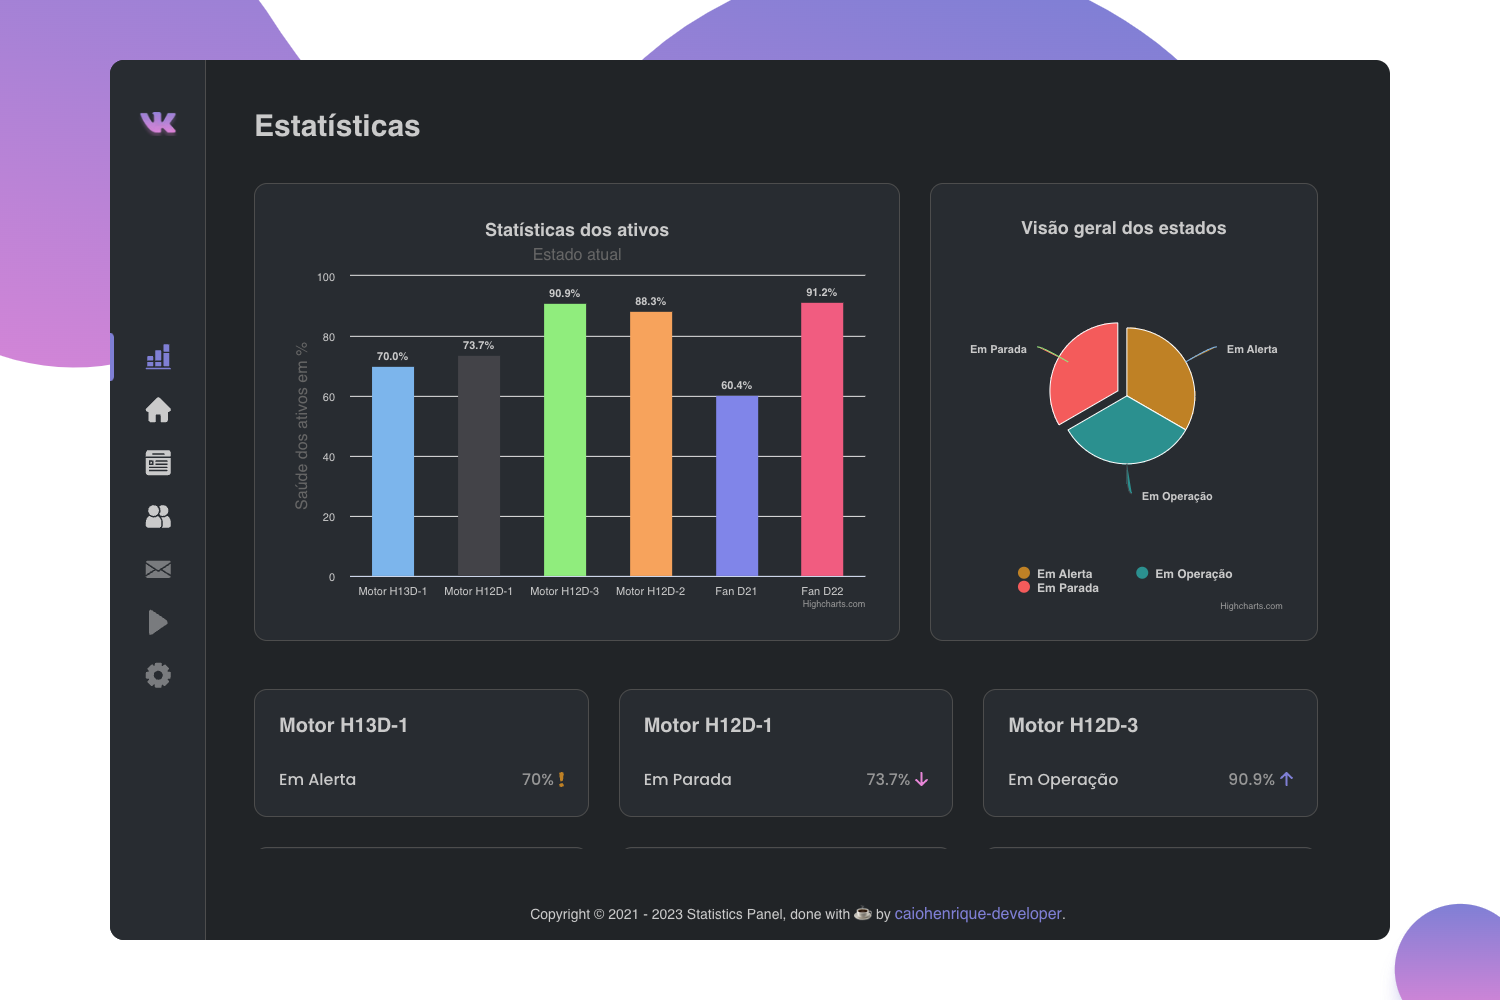 Estatísticas
Statísticas dos ativos
Estado atual
Saúde dos ativos em %
100
80
60
40
20
0
70.0%
73.7%
90.9%
88.3%
60.4%
91.2%
Motor H13D-1
Motor H12D-1
Motor H12D-3
Motor H12D-2
Fan D21
Fan D22
Highcharts.com
Visão geral dos estados
Em Parada
Em Alerta
Em Operação
Em Alerta
Em Operação
Em Parada
Highcharts.com
Motor H13D-1
Em Alerta
70%
Motor H12D-1
Em Parada
73.7%
Motor H12D-3
Em Operação
90.9%
Copyright © 2021 - 2023 Statistics Panel, done with ☕ by caiohenrique-developer.